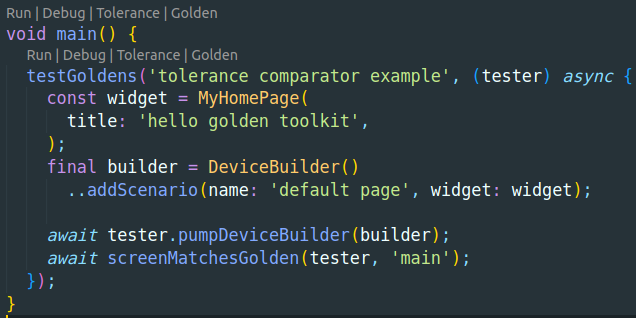 Run | Debug | Tolerance | Golden
void main() {
Run | Debug | Tolerance | Golden
testGoldens('tolerance comparator example', (tester) async {
const widget = MyHomePage(
title: 'hello golden toolkit',
);
final builder = DeviceBuilder()
..addScenario(name: 'default page', widget: widget);
await tester.pumpDeviceBuilder(builder);
await screenMatchesGolden(tester, 'main');
});
}